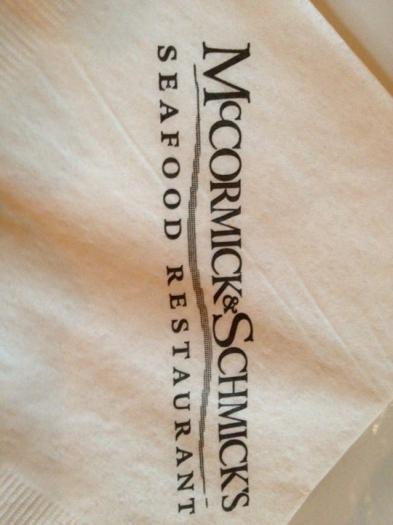 McCORMICK & SCHMICK'S
SEAFOOD RESTAURANT